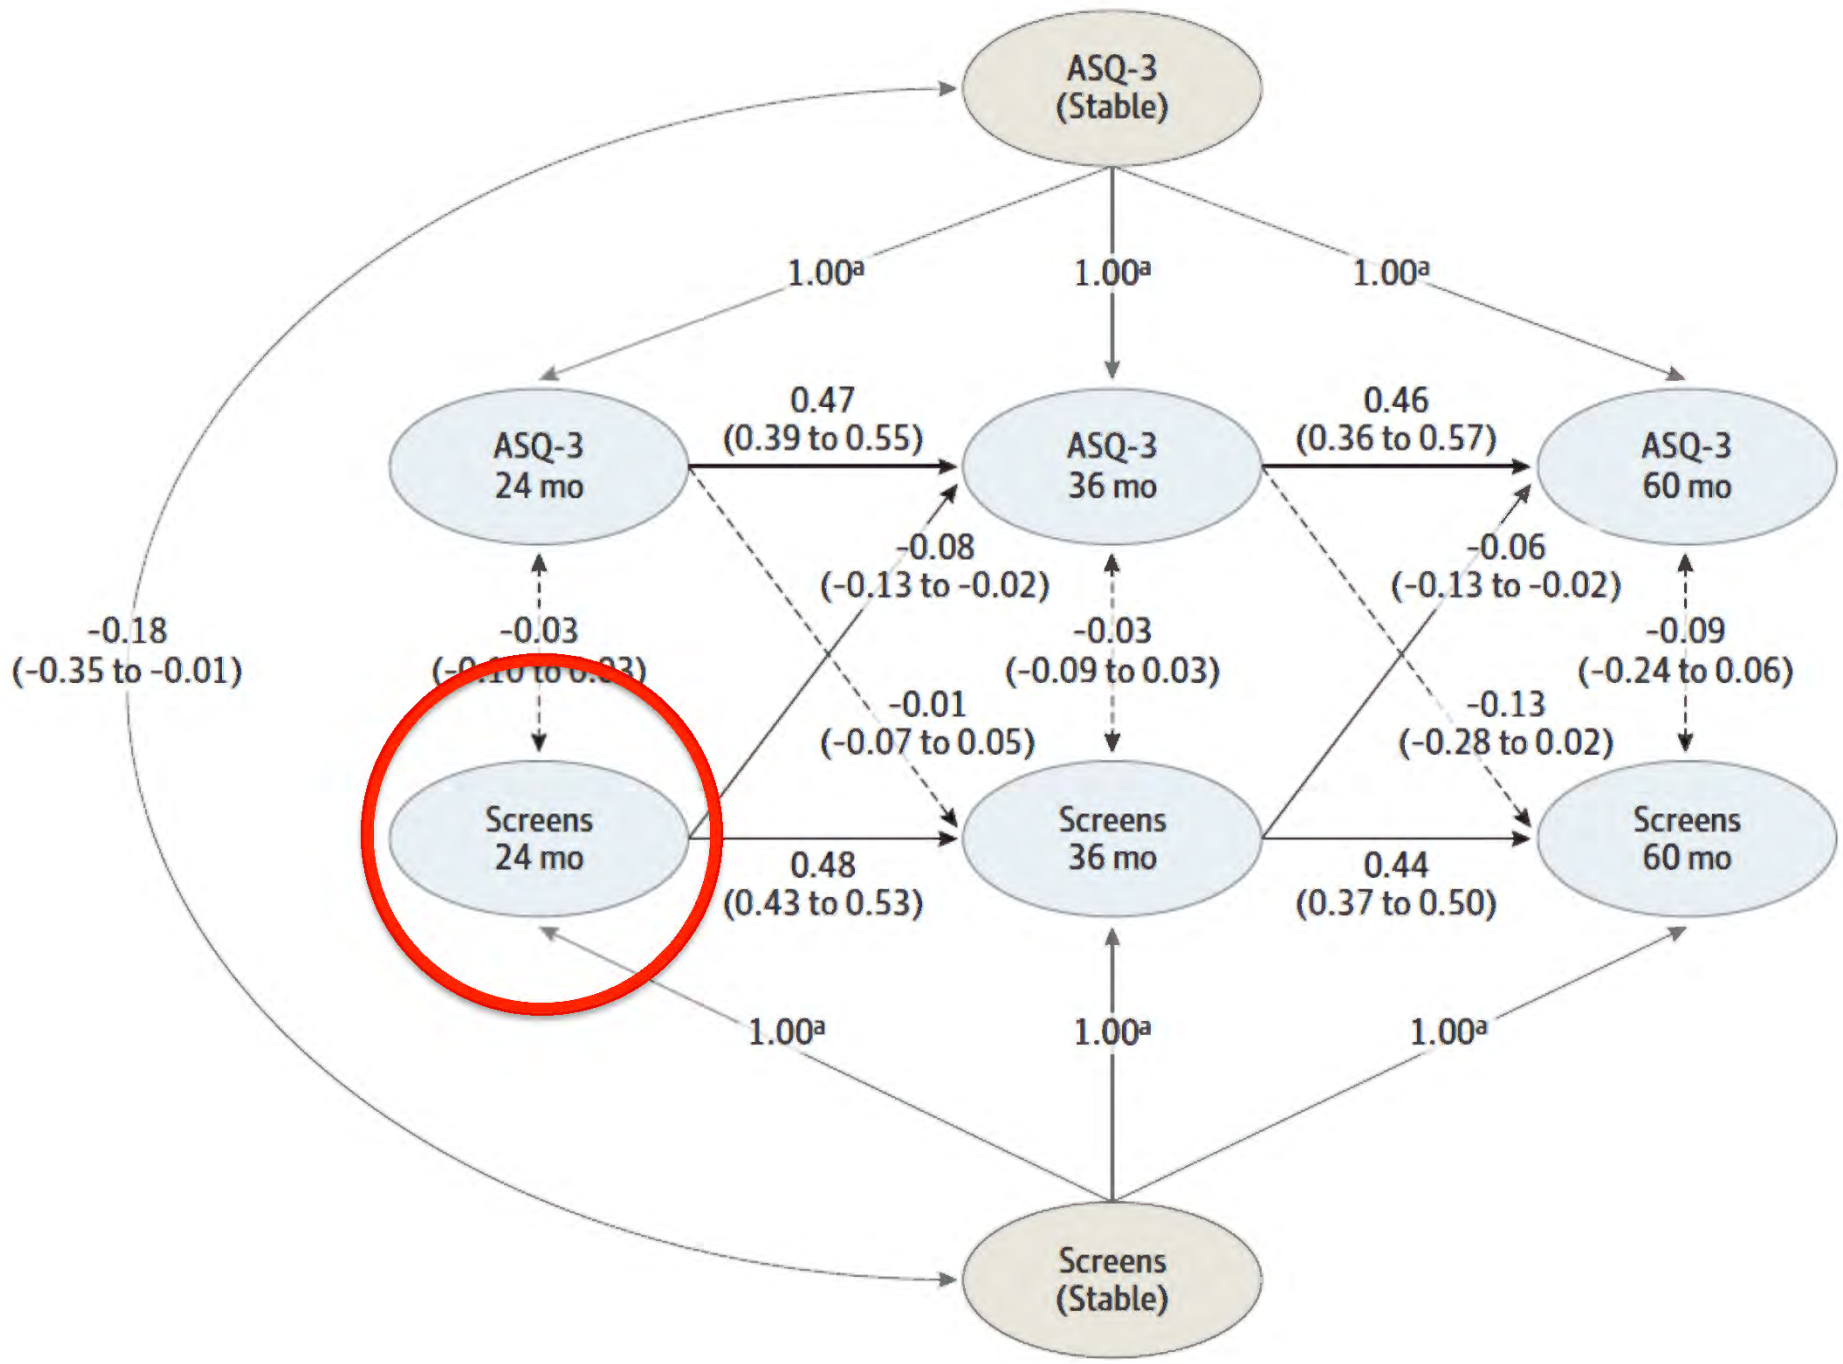 ASQ-3
(Stable)
1.00ª
1.00ª
1.00ª
0.47
(0.39 to 0.55)
0.46
(0.36 to 0.57)
ASQ-3
24 mo
ASQ-3
36 mo
ASQ-3
60 mo
-0.08
(-0.13 to -0.02)
-0.06
(-0.13 to -0.02)
-0.18
(-0.35 to -0.01)
-0.03
(-0.10 to 0.03)
-0.03
(-0.09 to 0.03)
-0.09
(-0.24 to 0.06)
-0.01
(-0.07 to 0.05)
-0.13
(-0.28 to 0.02)
Screens
24 mo
Screens
36 mo
Screens
60 mo
0.48
(0.43 to 0.53)
0.44
(0.37 to 0.50)
1.00ª
1.00ª
1.00ª
Screens
(Stable)